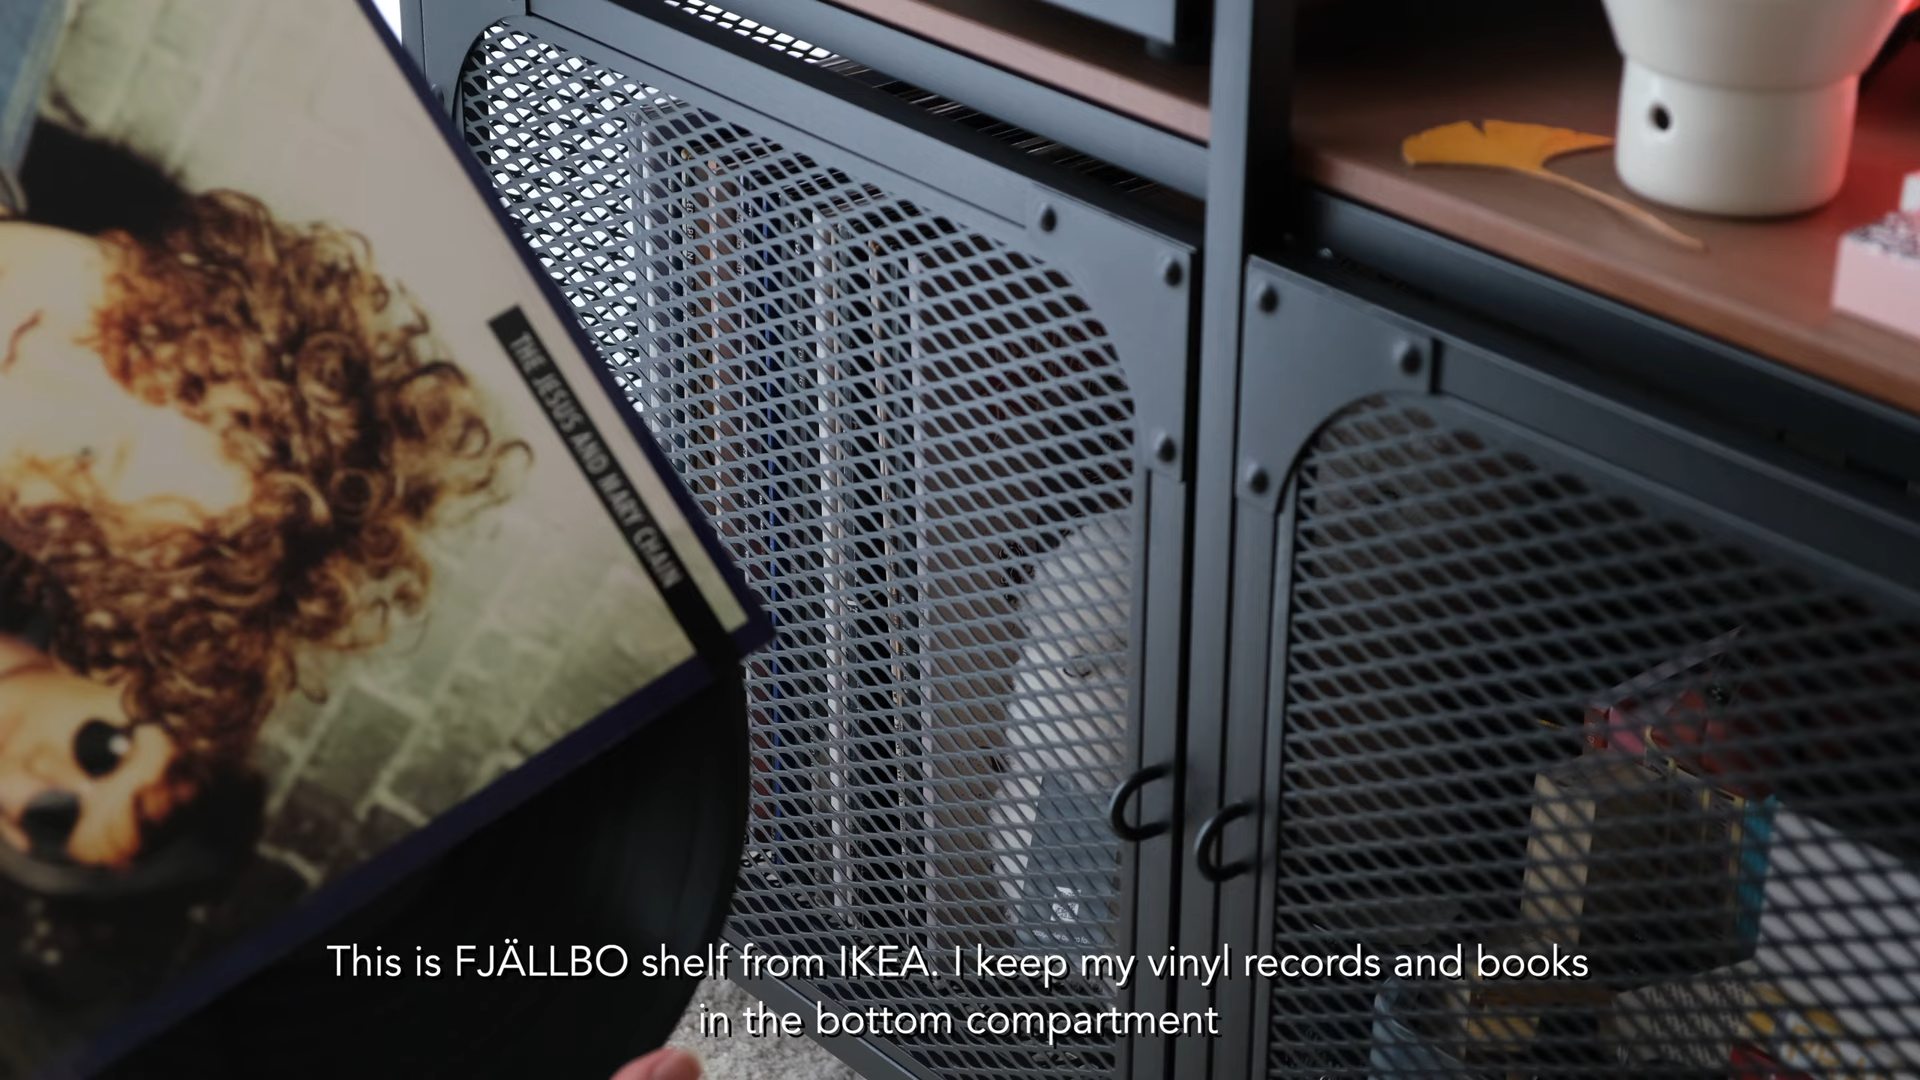 THE JESUS AND MARY CHAIN
This is FJÄLLBO shelf from IKEA. I keep my vinyl records and books
in the bottom compartment